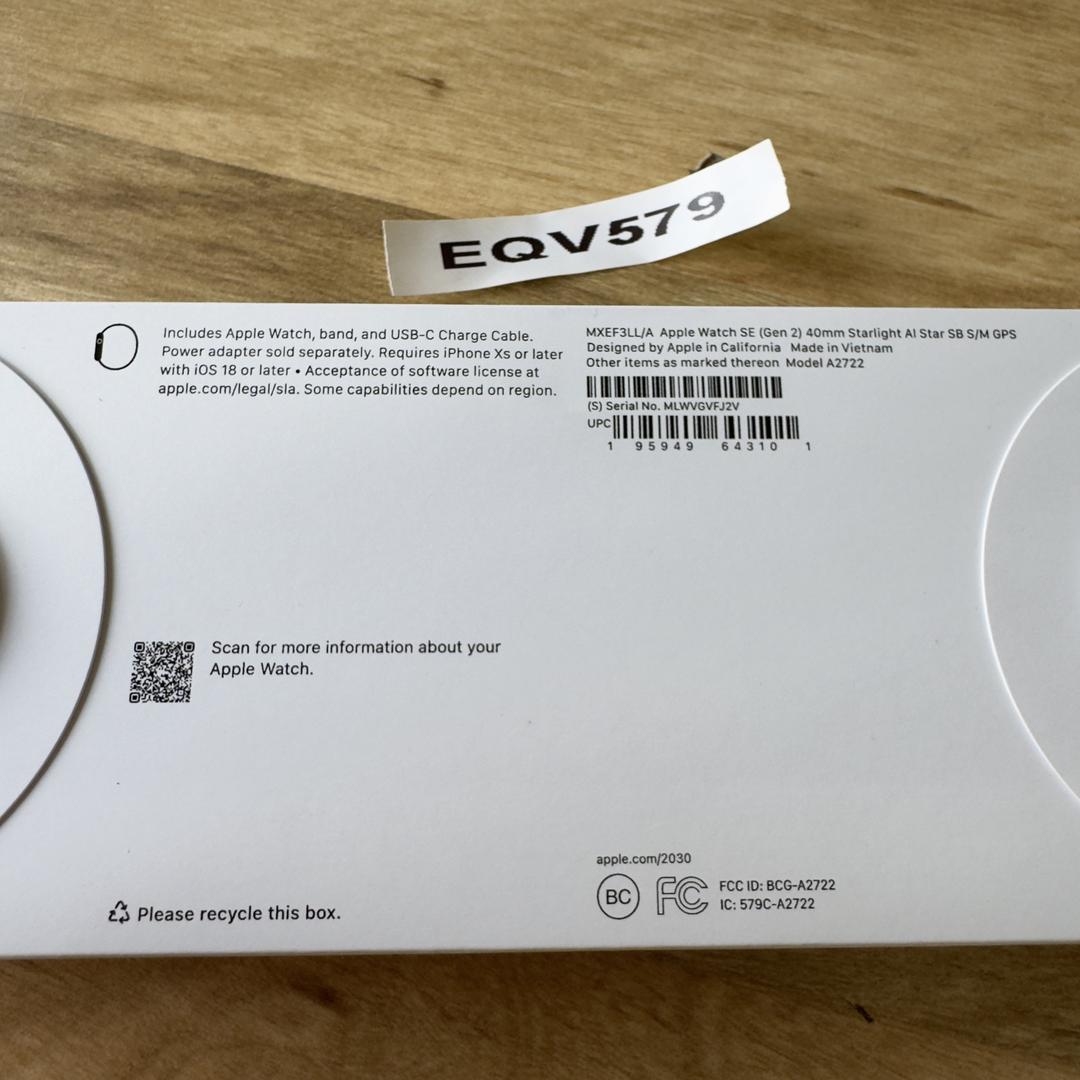 EQV579
Includes Apple Watch, band, and USB-C Charge Cable.
Power adapter sold separately. Requires iPhone Xs or later
with iOS 18 or later • Acceptance of software license at
apple.com/legal/sla. Some capabilities depend on region.
MXEF3LL/A Apple Watch SE (Gen 2) 40mm Starlight Al Star SB S/M GPS
Designed by Apple in California Made in Vietnam
Other items as marked thereon Model A2722
(S) Serial No. MLWVGVFJ2V
UPC
1 95949 64310 1
Scan for more information about your
Apple Watch.
Please recycle this box.
apple.com/2030
BC FC FCC ID: BCG-A2722
IC: 579C-A2722